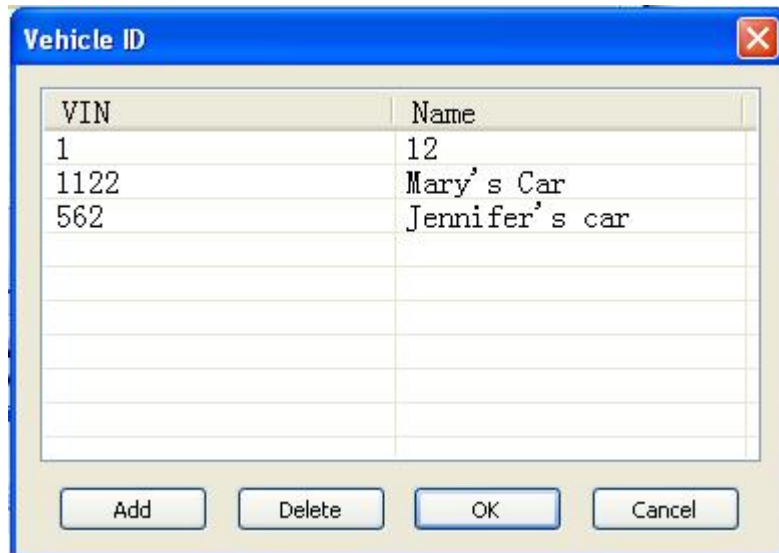 Vehicle ID
VIN Name
1 12
1122 Mary's Car
562 Jennifer's car
Add Delete OK Cancel